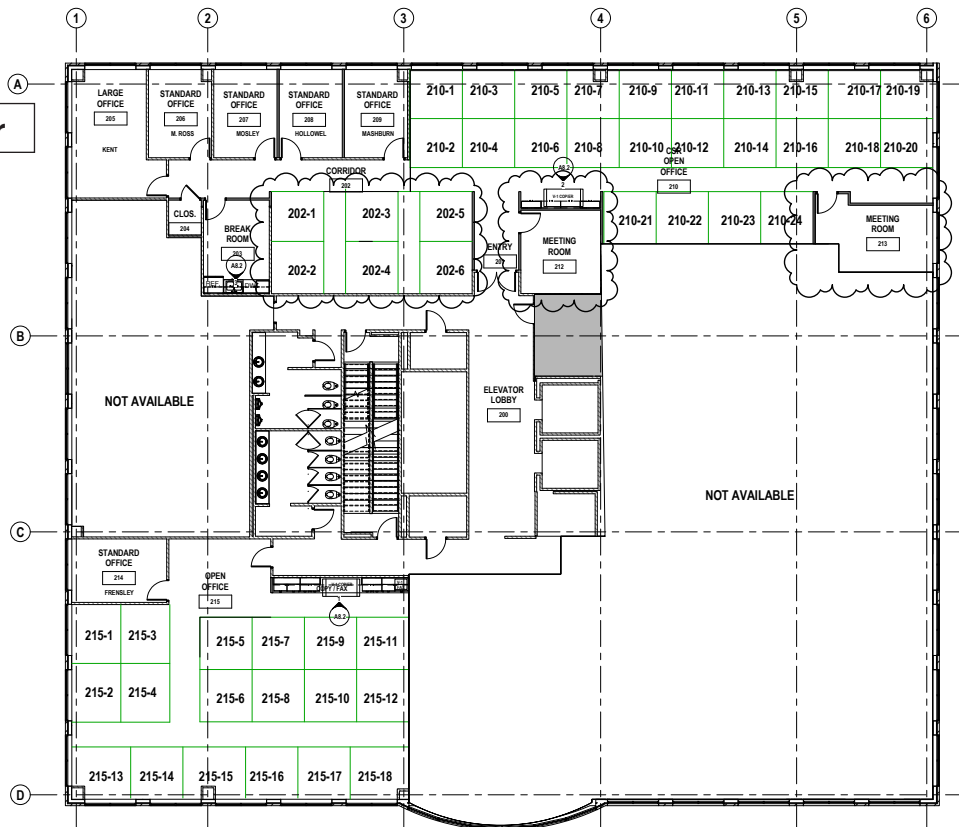 1 2 3 4 5 6
A
r
LARGE
OFFICE
205
KENT
STANDARD
OFFICE
206
M. ROSS
STANDARD
OFFICE
207
MOSLEY
STANDARD
OFFICE
208
HOLLOWEL
STANDARD
OFFICE
209
MASHBURN
210-1 210-3 210-5 210-7 210-9 210-11 210-13 210-15 210-17 210-19
210-2 210-4 210-6 210-8 210-10 210-12 210-14 210-16 210-18 210-20
CSR
OPEN
OFFICE
210
A8.2
2
CORRIDOR
202
210-21 210-22 210-23 210-24
MEETING
ROOM
213
CLOS.
204
BREAK
ROOM
203
A8.2
REF.
DW
202-1 202-3 202-5
202-2 202-4 202-6
ENTRY
201
MEETING
ROOM
212
B
NOT AVAILABLE
ELEVATOR
LOBBY
200
NOT AVAILABLE
C
STANDARD
OFFICE
214
FRENSLEY
OPEN
OFFICE
215
COPY / FAX
1
A8.2
215-1 215-3 215-5 215-7 215-9 215-11
215-2 215-4 215-6 215-8 215-10 215-12
215-13 215-14 215-15 215-16 215-17 215-18
D